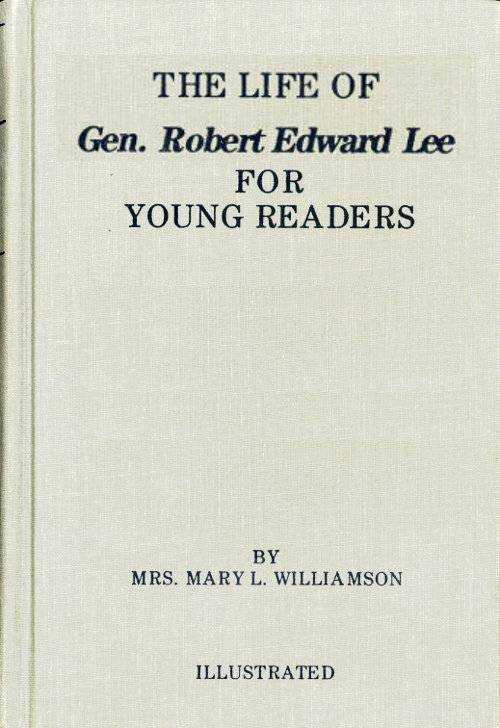 THE LIFE OF
Gen. Robert Edward Lee
FOR
YOUNG READERS
BY
MRS. MARY L. WILLIAMSON
ILLUSTRATED